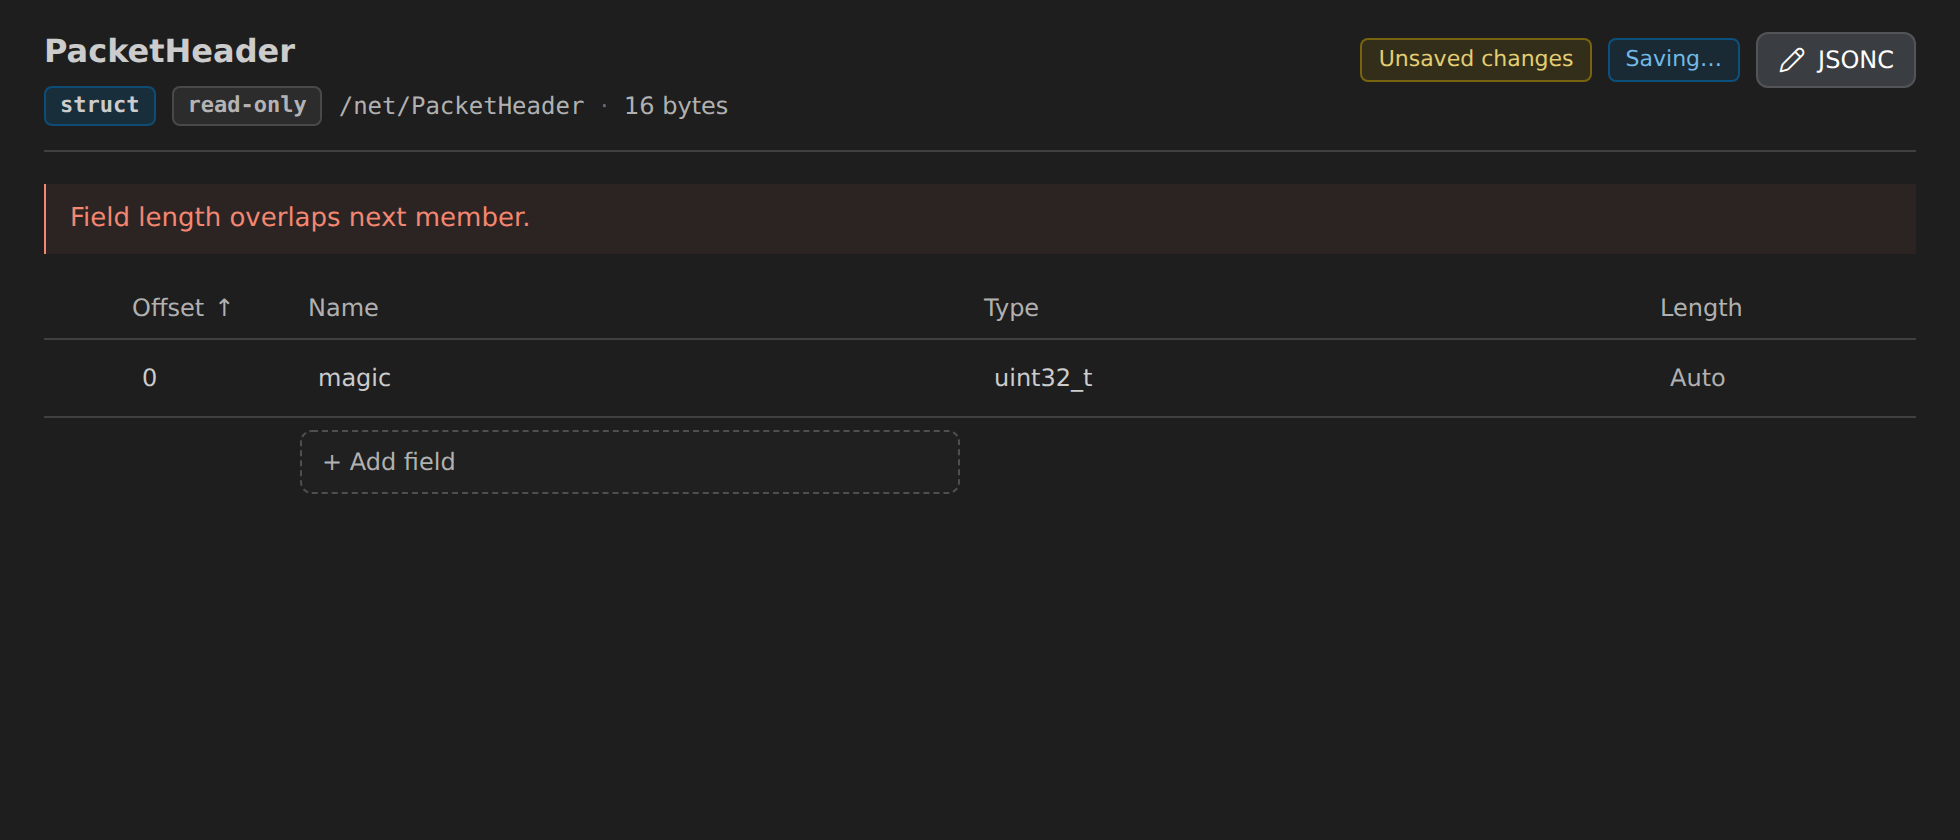 PacketHeader
Unsaved changes
Saving...
JSONC
struct read-only /net/PacketHeader · 16 bytes
Field length overlaps next member.
Offset ↑ Name Type Length
0 magic uint32_t Auto
+ Add field